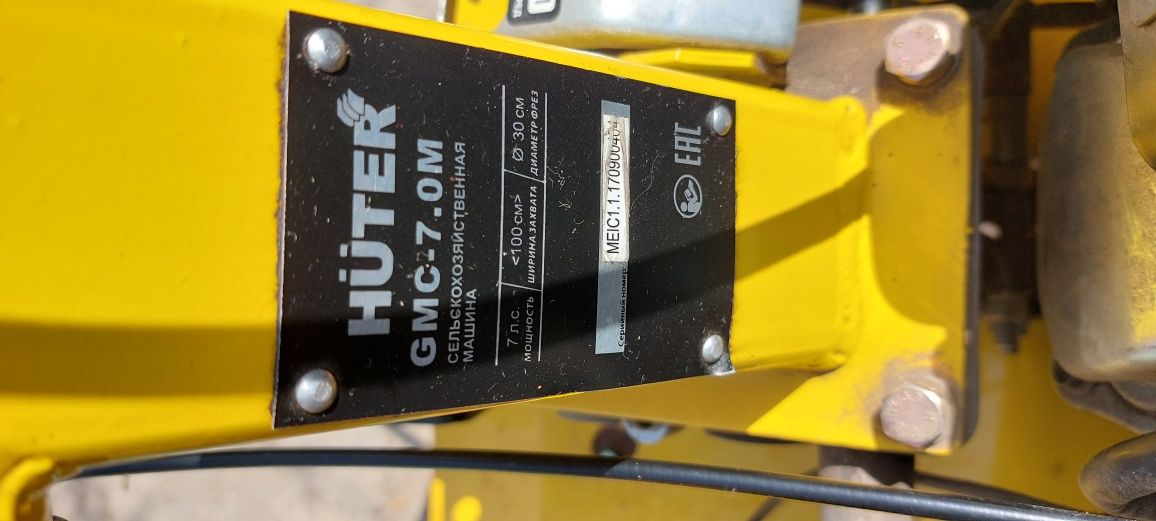 HÜTER
GMC-7.0M
СЕЛЬСКОХОЗЯЙСТВЕННАЯ
МАШИНА
7 л.с. <100 см> Ø 30 см
МОЩНОСТЬ ШИРИНА ЗАХВАТА ДИАМЕТР ФРЕЗ
Серийный номер: MEIC1.1.170900404
EAC